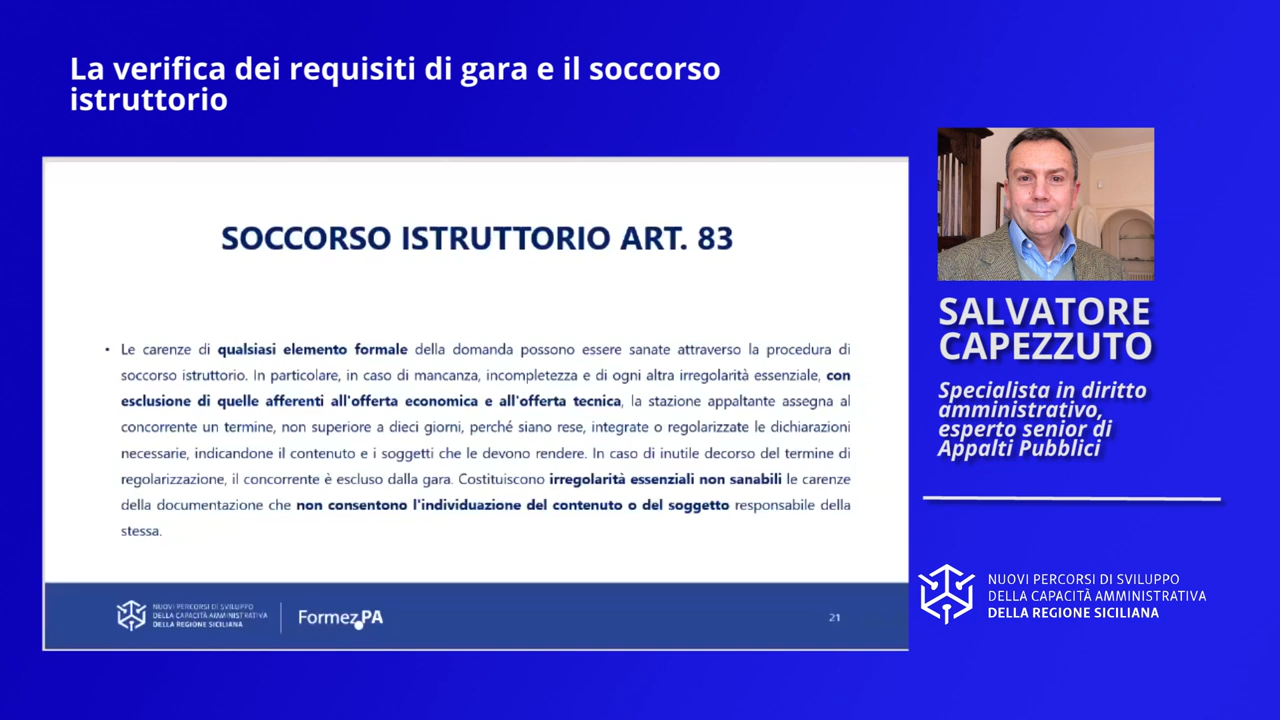 La verifica dei requisiti di gara e il soccorso
istruttorio
SOCCORSO ISTRUTTORIO ART. 83
• Le carenze di qualsiasi elemento formale della domanda possono essere sanate attraverso la procedura di
soccorso istruttorio. In particolare, in caso di mancanza, incompletezza e di ogni altra irregolarità essenziale, con
esclusione di quelle afferenti all'offerta economica e all'offerta tecnica, la stazione appaltante assegna al
concorrente un termine, non superiore a dieci giorni, perché siano rese, integrate o regolarizzate le dichiarazioni
necessarie, indicandone il contenuto e i soggetti che le devono rendere. In caso di inutile decorso del termine di
regolarizzazione, il concorrente è escluso dalla gara. Costituiscono irregolarità essenziali non sanabili le carenze
della documentazione che non consentono l'individuazione del contenuto o del soggetto responsabile della
stessa.
NUOVI PERCORSI DI SVILUPPO
DELLA CAPACITÀ AMMINISTRATIVA
DELLA REGIONE SICILIANA
Formez PA
21
SALVATORE
CAPEZZUTO
Specialista in diritto
amministrativo,
esperto senior di
Appalti Pubblici
NUOVI PERCORSI DI SVILUPPO
DELLA CAPACITÀ AMMINISTRATIVA
DELLA REGIONE SICILIANA